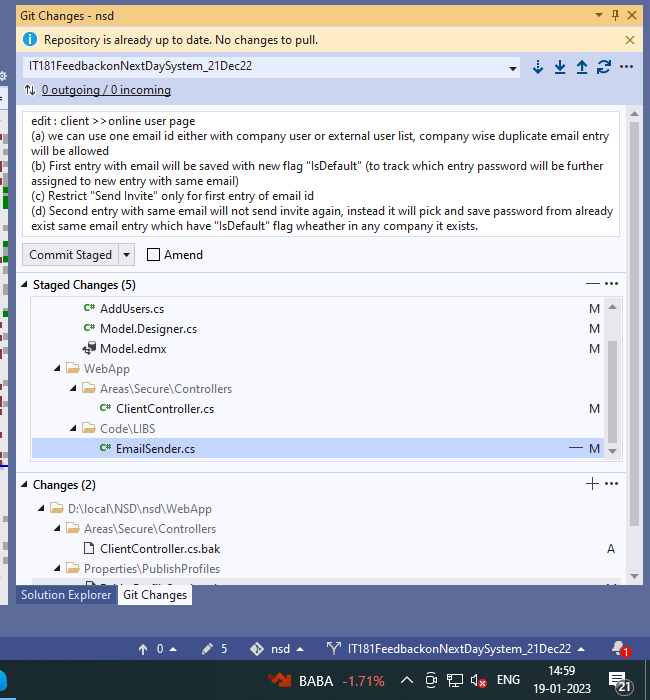 Git Changes - nsd
Repository is already up to date. No changes to pull.
IT181FeedbackonNextDaySystem_21Dec22
0 outgoing / 0 incoming
edit : client >>online user page
(a) we can use one email id either with company user or external user list, company wise duplicate email entry
will be allowed
(b) First entry with email will be saved with new flag "IsDefault" (to track which entry password will be further
assigned to new entry with same email)
(c) Restrict "Send Invite" only for first entry of email id
(d) Second entry with same email will not send invite again, instead it will pick and save password from already
exist same email entry which have "IsDefault" flag wheather in any company it exists.
Commit Staged
Amend
Staged Changes (5)
C# AddUsers.cs M
C# Model.Designer.cs M
Model.edmx M
WebApp
Areas\Secure\Controllers
C# ClientController.cs M
Code\LIBS
C# EmailSender.cs M
Changes (2)
D:\local\NSD\nsd\WebApp
Areas\Secure\Controllers
ClientController.cs.bak A
Properties\PublishProfiles
Solution Explorer Git Changes
0 5 nsd IT181FeedbackonNextDaySystem_21Dec22 1
BABA -1.71% ENG 14:59
19-01-2023 21